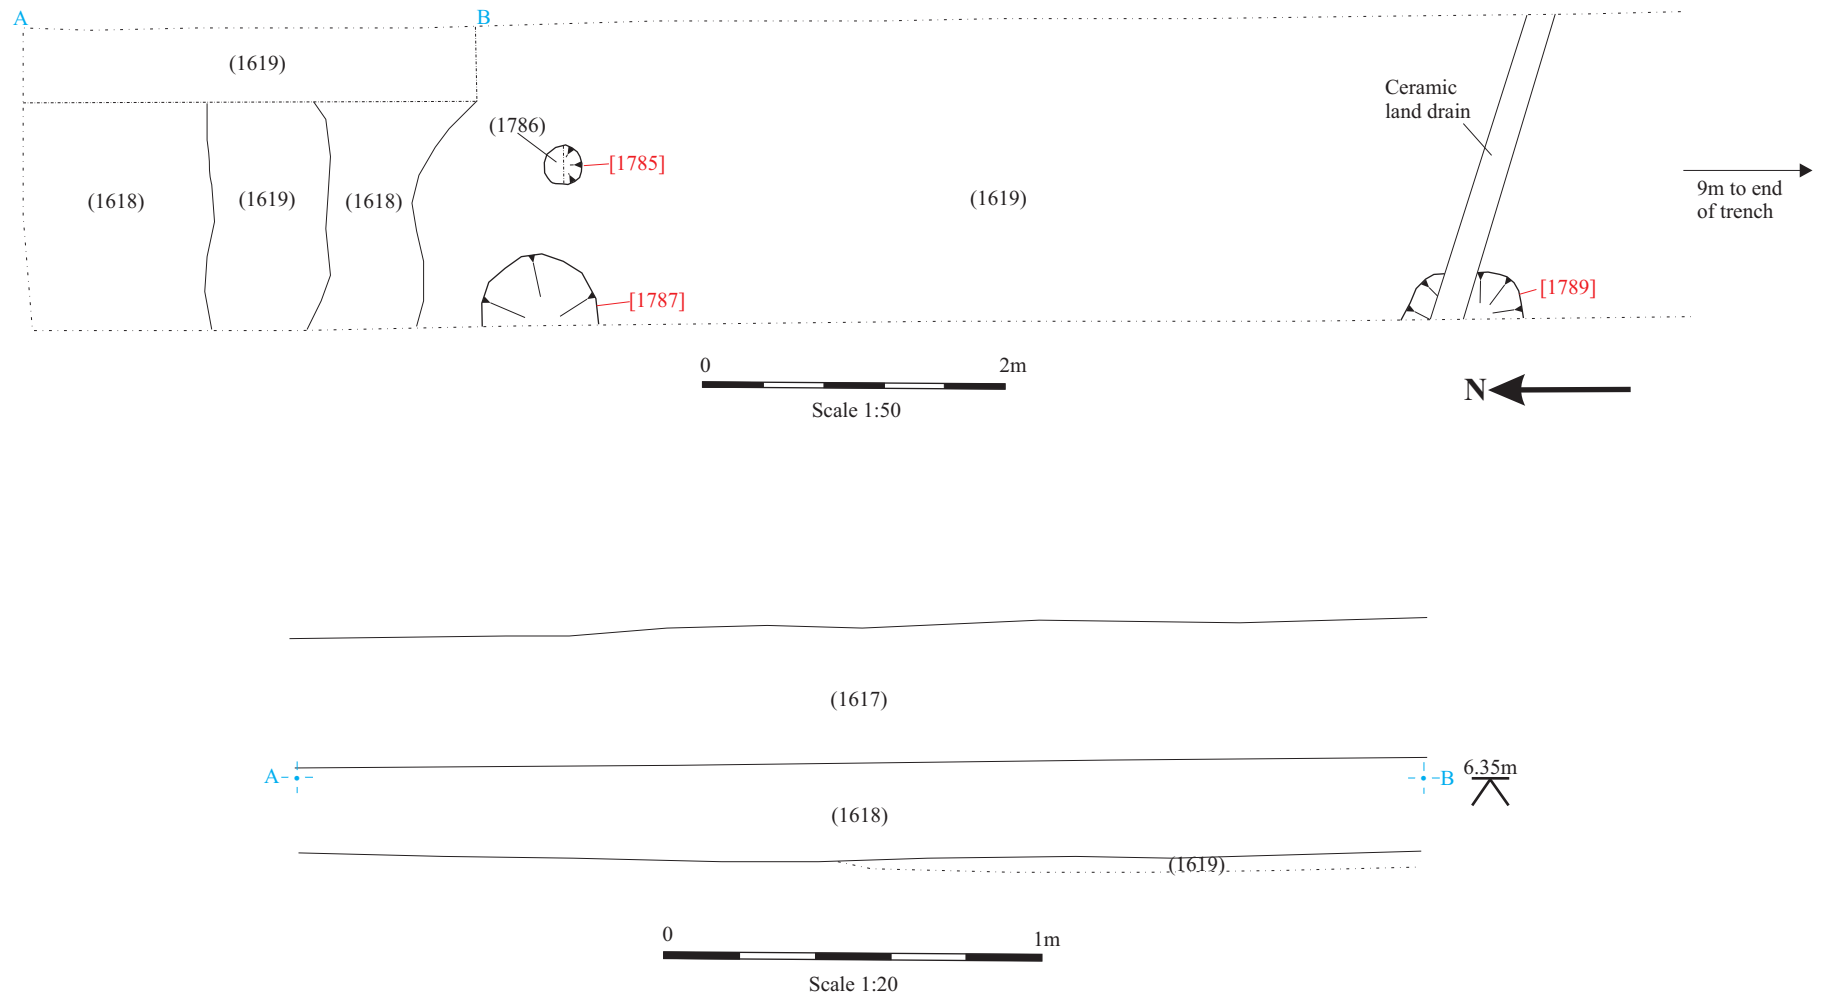 A
B
(1619)
Ceramic
land drain
(1786)
[1785]
(1618)
(1619)
(1618)
(1619)
9m to end
of trench
[1787]
[1789]
0
2m
Scale 1:50
N
(1617)
A
B
6.35m
(1618)
(1619)
0
1m
Scale 1:20